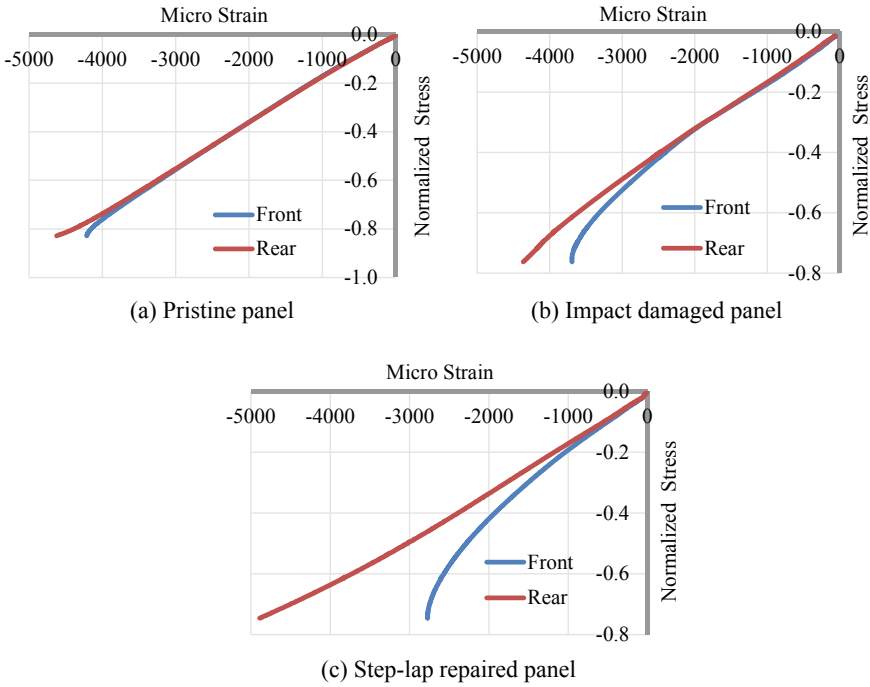 Micro Strain
0.0
-5000 -4000 -3000 -2000 -1000 0
-0.2
-0.4
-0.6
-0.8
-1.0
Normalized Stress
Front
Rear
(a) Pristine panel
Micro Strain
0.0
-5000 -4000 -3000 -2000 -1000 0
-0.2
-0.4
-0.6
-0.8
Normalized Stress
Front
Rear
(b) Impact damaged panel
Micro Strain
0.0
-5000 -4000 -3000 -2000 -1000 0
-0.2
-0.4
-0.6
-0.8
Normalized Stress
Front
Rear
(c) Step-lap repaired panel